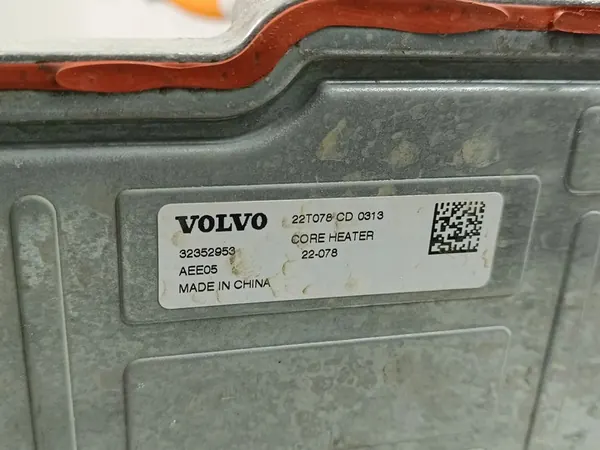 VOLVO 22T078 CD 0313
32352953 CORE HEATER
AEE05 22-078
MADE IN CHINA